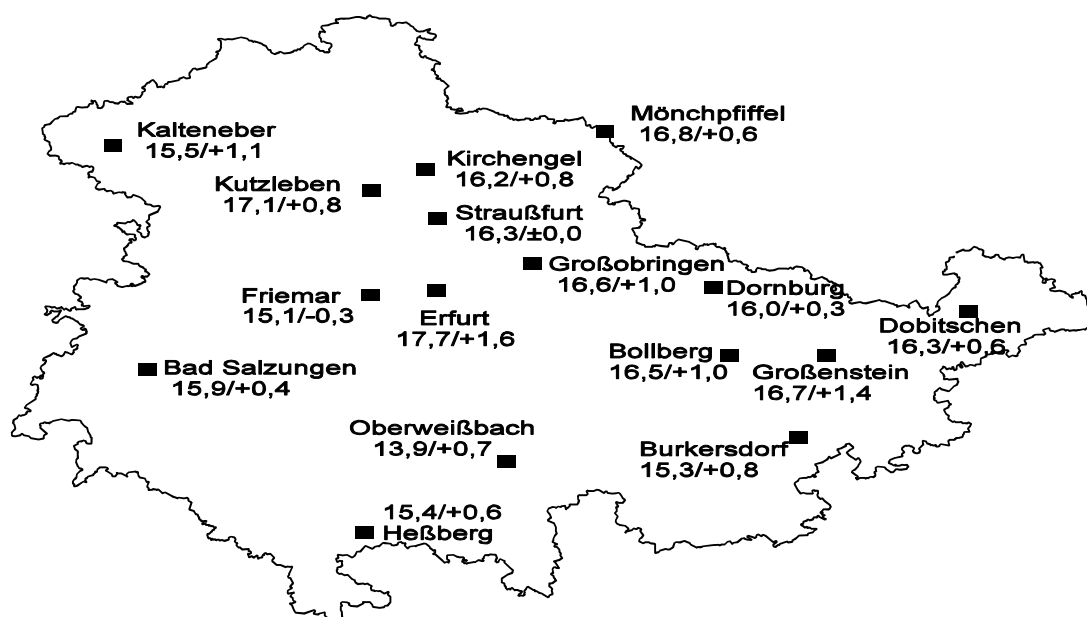 Mönchpfiffel
16,8/+0,6
Kalteneber
15,5/+1,1
Kirchengel
16,2/+0,8
Kutzleben
17,1/+0,8
Straußfurt
16,3/±0,0
Großobringen
16,6/+1,0
Dornburg
16,0/+0,3
Friemar
15,1/-0,3
Erfurt
17,7/+1,6
Dobitschen
16,3/+0,6
Bollberg
16,5/+1,0
Großenstein
16,7/+1,4
Bad Salzungen
15,9/+0,4
Oberweißbach
13,9/+0,7
Burkersdorf
15,3/+0,8
15,4/+0,6
Heßberg